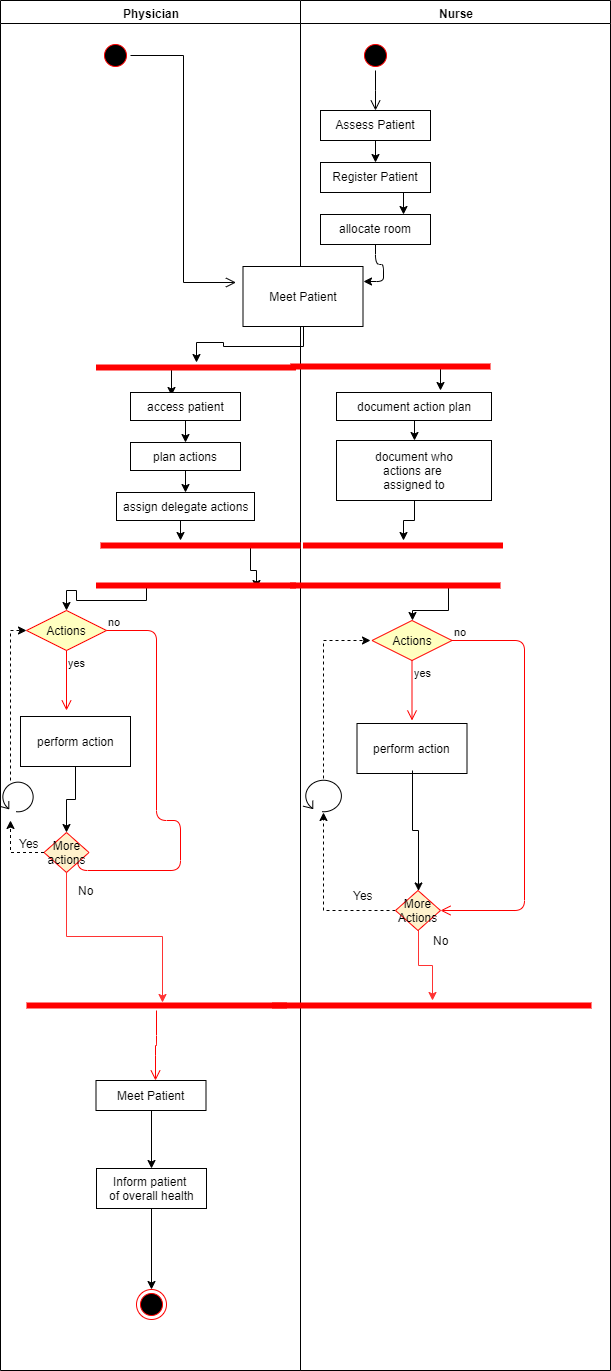 Physician
Nurse
Assess Patient
Register Patient
allocate room
Meet Patient
access patient
document action plan
plan actions
document who
actions are
assigned to
assign delegate actions
Actions
no
yes
Actions
no
yes
perform action
perform action
Yes
More
actions
No
Yes
More
Actions
No
Meet Patient
Inform patient
of overall health